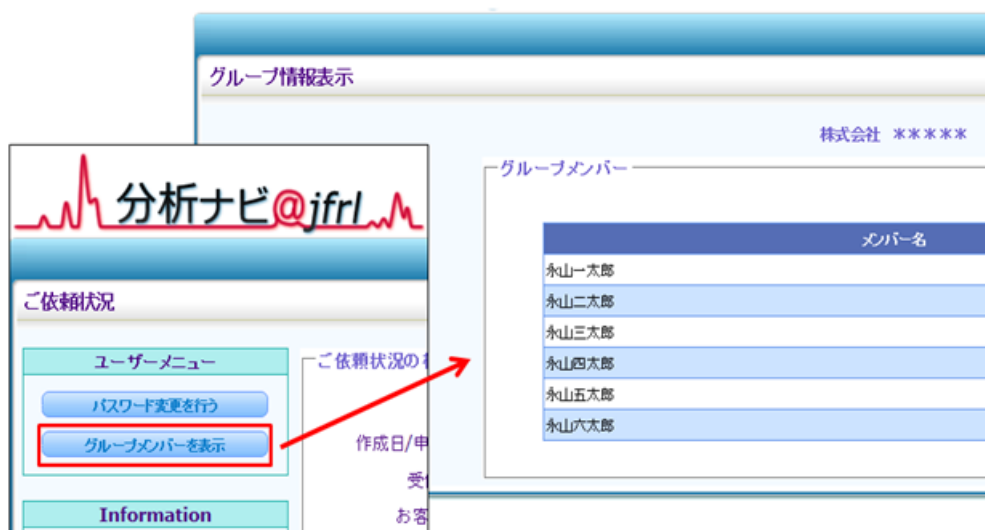 グループ情報表示
株式会社 *****
グループメンバー
メンバー名
永山一太郎
永山二太郎
永山三太郎
永山四太郎
永山五太郎
永山六太郎
分析ナビ@jfrl
ご依頼状況
ユーザーメニュー
パスワード変更を行う
グループメンバーを表示
Information
ご依頼状況の
作成日/申
受
お客